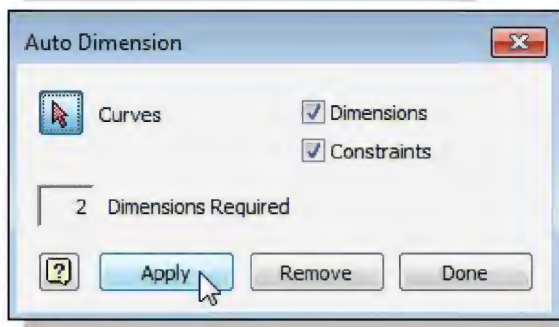 Auto Dimension
Curves
Dimensions
Constraints
2 Dimensions Required
? Apply Remove Done